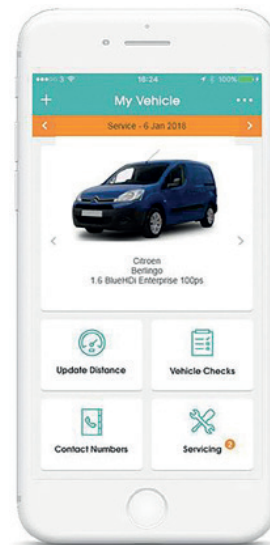 3 18:24 100%
My Vehicle
Service - 6 Jan 2018
Citroen
Berlingo
1.6 BlueHDi Enterprise 100ps
Update Distance
Vehicle Checks
Contact Numbers
Servicing